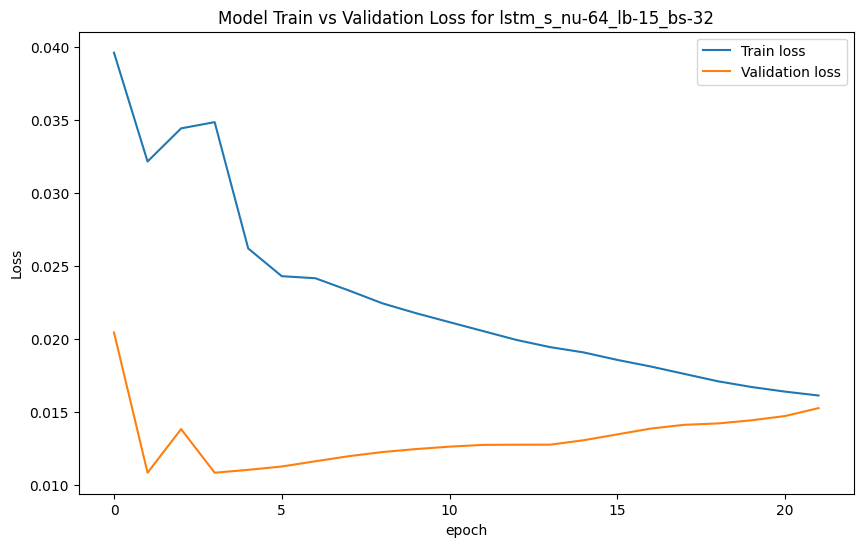 Model Train vs Validation Loss for lstm_s_nu-64_lb-15_bs-32
Train loss
Validation loss
0.040
0.035
0.030
0.025
0.020
0.015
0.010
Loss
0 5 10 15 20
epoch